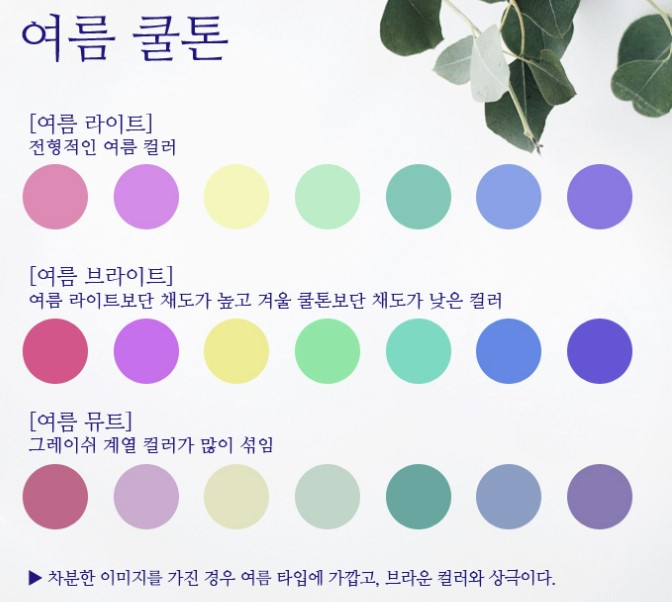 여름 쿨톤
[여름 라이트]
전형적인 여름 컬러
[여름 브라이트]
여름 라이트보단 채도가 높고 겨울 쿨톤보단 채도가 낮은 컬러
[여름 뮤트]
그레이쉬 계열 컬러가 많이 섞임
▶ 차분한 이미지를 가진 경우 여름 타입에 가깝고, 브라운 컬러와 상극이다.